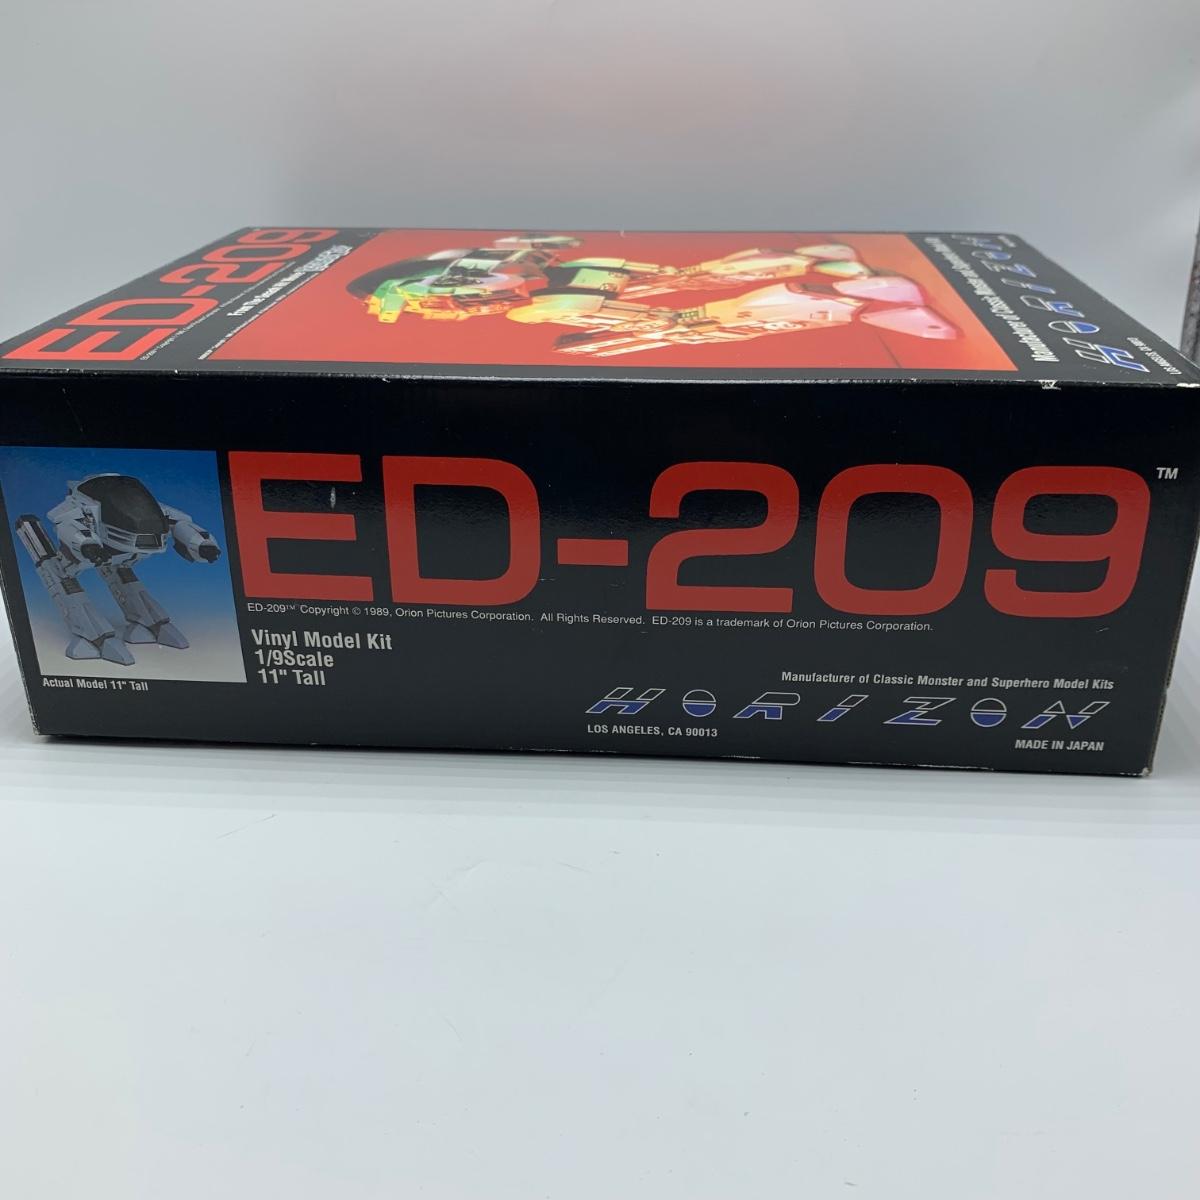 ED-209
HORIZON
ED-209™
ED-209™ Copyright © 1989, Orion Pictures Corporation. All Rights Reserved. ED-209 is a trademark of Orion Pictures Corporation.
Vinyl Model Kit
1/9Scale
11" Tall
Actual Model 11" Tall
Manufacturer of Classic Monster and Superhero Model Kits
HORIZON
LOS ANGELES, CA 90013
MADE IN JAPAN